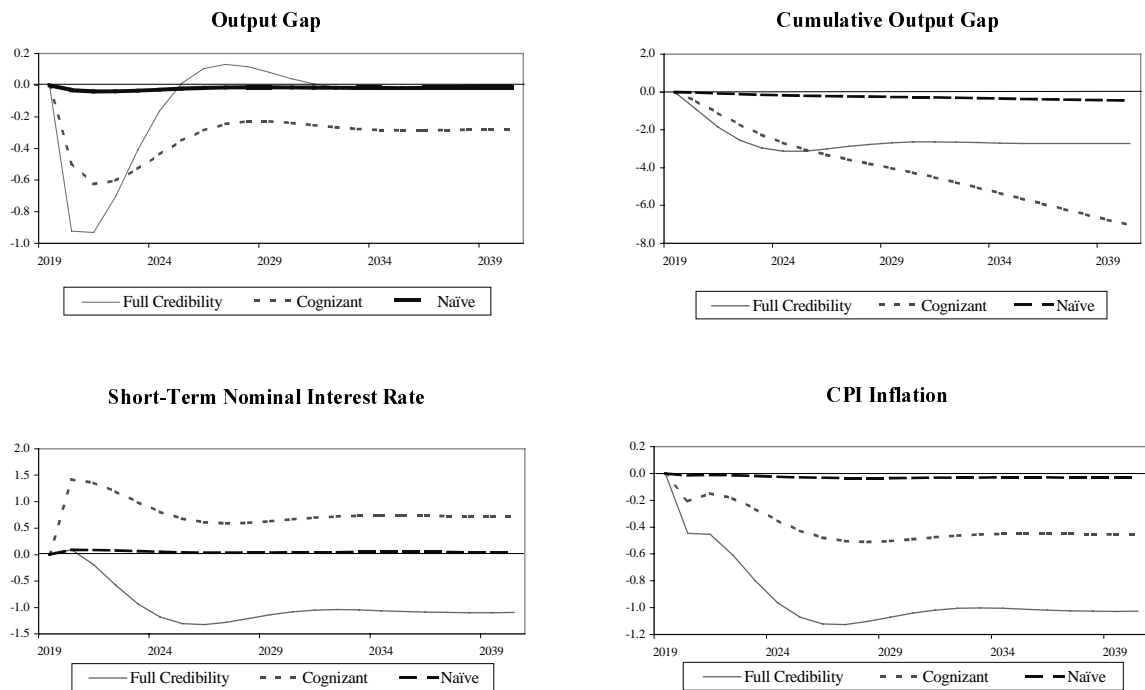 Output Gap
0.2
0.0
-0.2
-0.4
-0.6
-0.8
-1.0
2019 2024 2029 2034 2039
Full Credibility Cognizant Naïve
Cumulative Output Gap
2.0
0.0
-2.0
-4.0
-6.0
-8.0
2019 2024 2029 2034 2039
Full Credibility Cognizant Naïve
Short-Term Nominal Interest Rate
2.0
1.5
1.0
0.5
0.0
-0.5
-1.0
-1.5
2019 2024 2029 2034 2039
Full Credibility Cognizant Naïve
CPI Inflation
0.2
0.0
-0.2
-0.4
-0.6
-0.8
-1.0
-1.2
2019 2024 2029 2034 2039
Full Credibility Cognizant Naïve